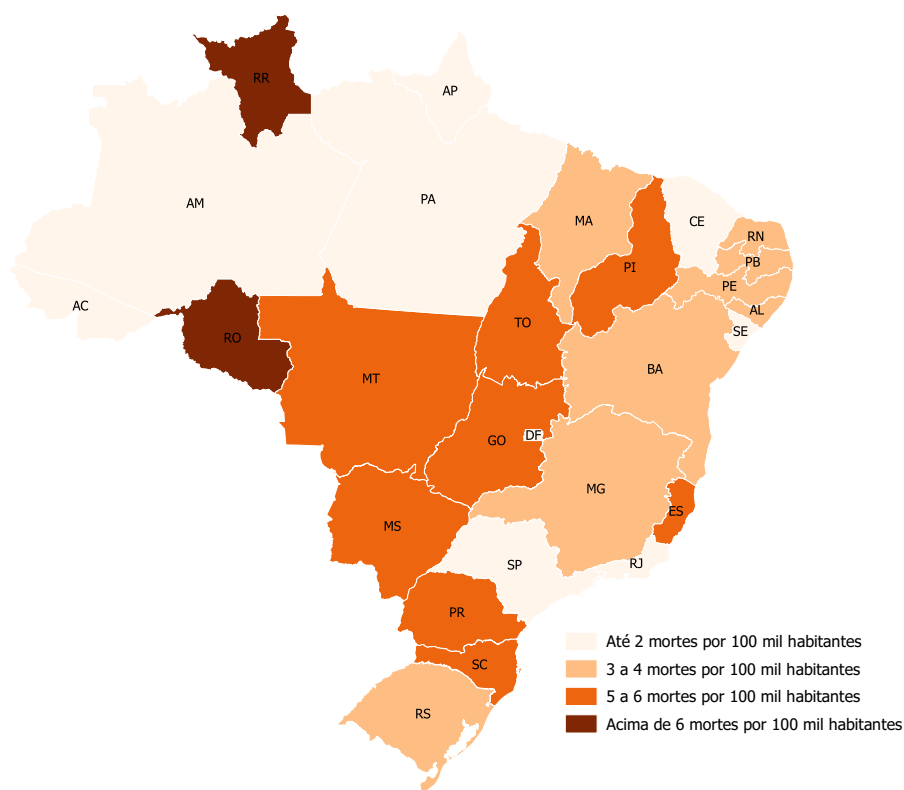 RR
AP
AM
PA
MA
CE
RN
PI
PB
PE
AC
AL
TO
SE
RO
BA
MT
DF
GO
MG
ES
MS
RJ
SP
PR
Até 2 mortes por 100 mil habitantes
SC
3 a 4 mortes por 100 mil habitantes
5 a 6 mortes por 100 mil habitantes
RS
Acima de 6 mortes por 100 mil habitantes